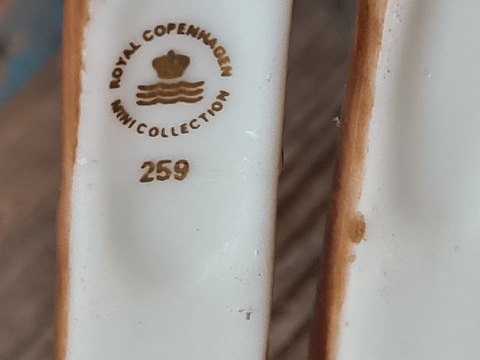 ROYAL COPENHAGEN
MINI COLLECTION
259